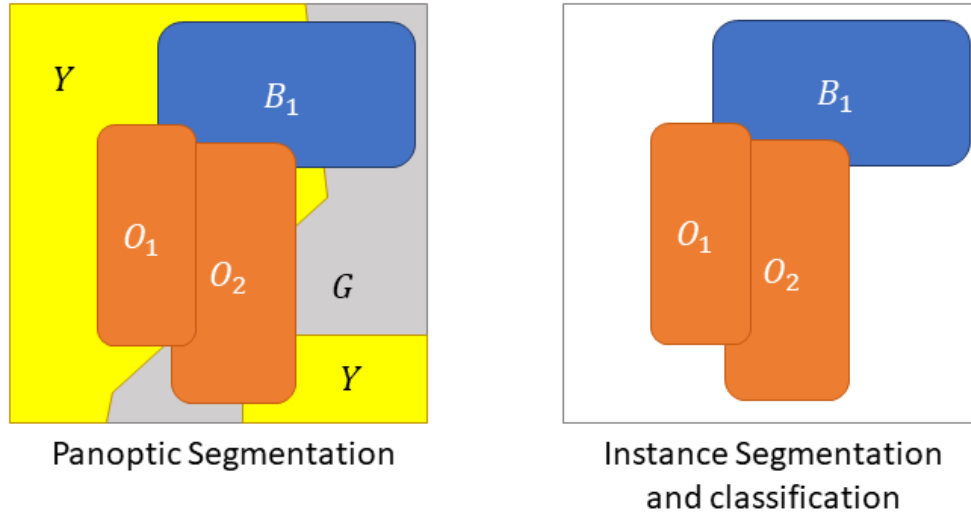 Y
B₁
O₁
O₂
G
Y
Panoptic Segmentation
B₁
O₁
O₂
Instance Segmentation
and classification